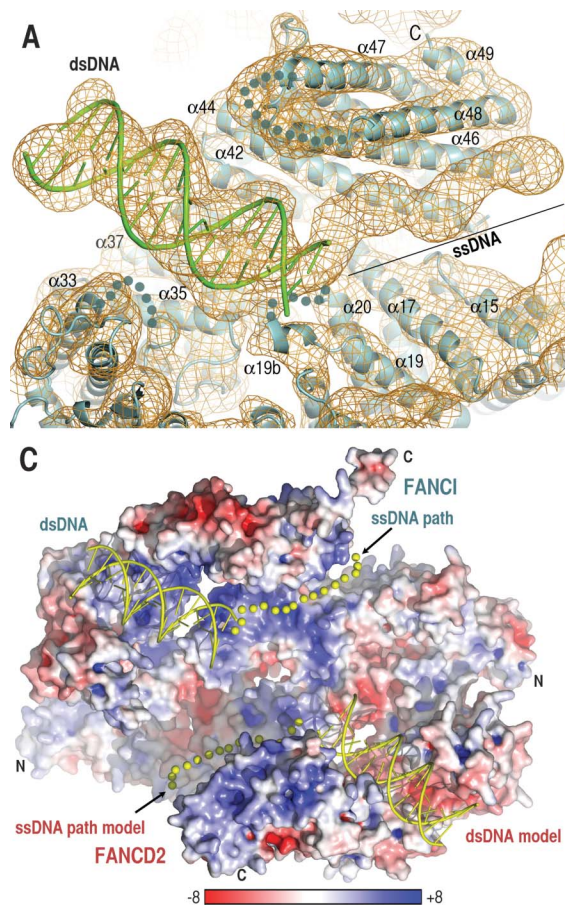 A
dsDNA
C
α47
α49
α44
α48
α46
α42
ssDNA
α37
α33
α35
α20
α17
α15
α19b
α19
C
C
FANCI
dsDNA
ssDNA path
N
N
ssDNA path model
FANCD2
dsDNA model
C
-8
+8